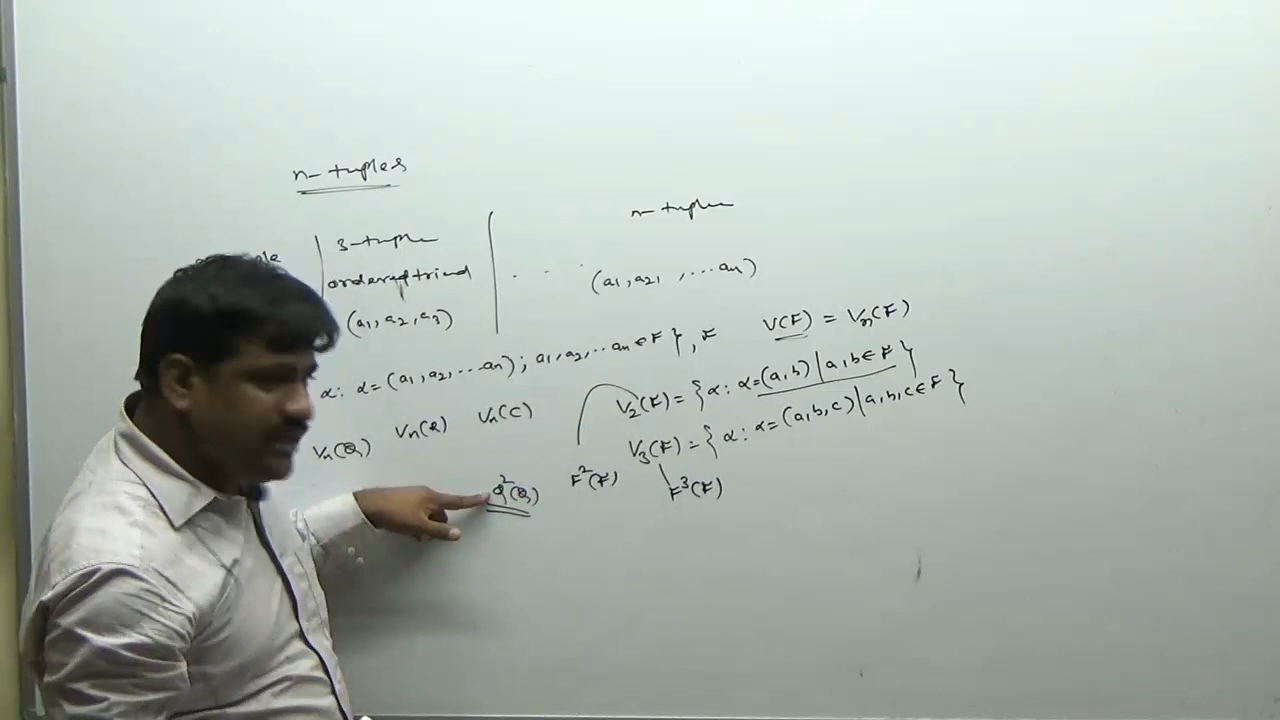 n-tuples
3-tuple
ordered triad
(a₁, a₂, a₃)
n-tuple
. . . (a₁, a₂, , ... aₙ)
α : α = (a₁, a₂, ... aₙ) ; a₁, a₂, ... aₙ ∈ F } , F
V(F) = Vₙ(F)
Vₙ(Q) Vₙ(R) Vₙ(C)
V₂(F) = { α : α = (a, b) | a, b ∈ F }
V₃(F) = { α : α = (a, b, c) | a, b, c ∈ F }
Q²(Q) F²(F) F³(F)